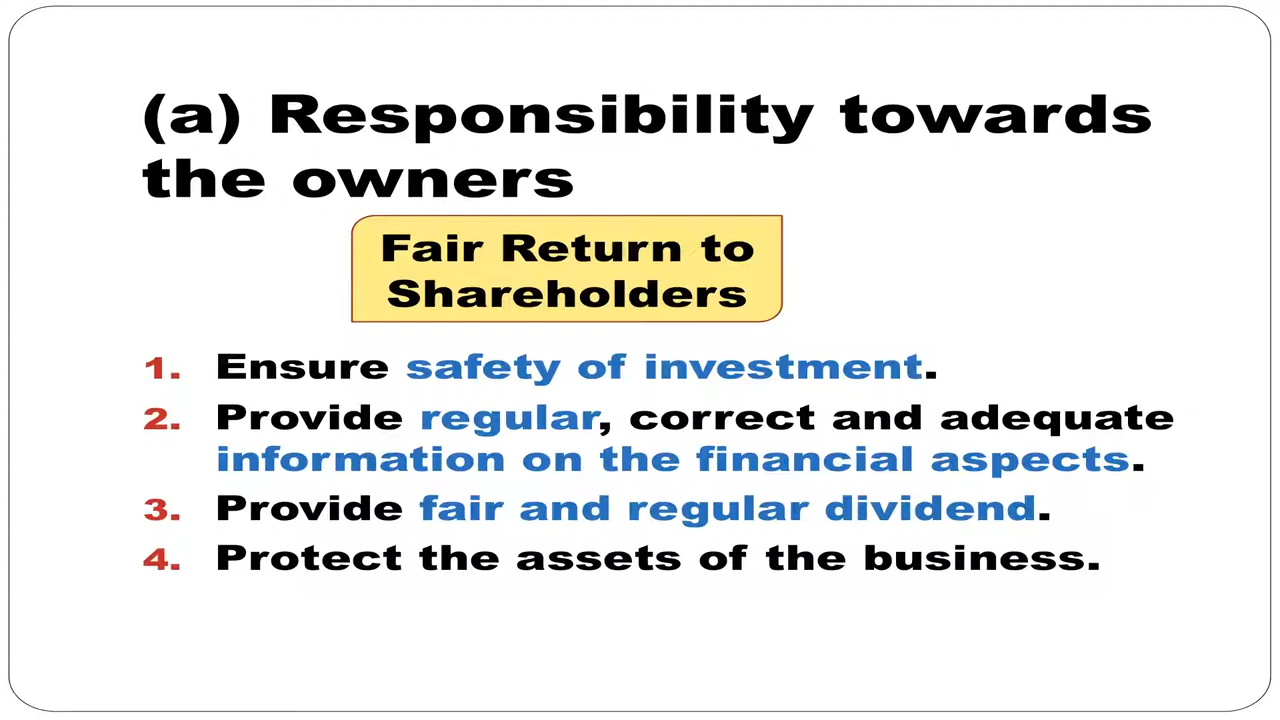 (a) Responsibility towards
the owners
Fair Return to
Shareholders
1. Ensure safety of investment.
2. Provide regular, correct and adequate
information on the financial aspects.
3. Provide fair and regular dividend.
4. Protect the assets of the business.